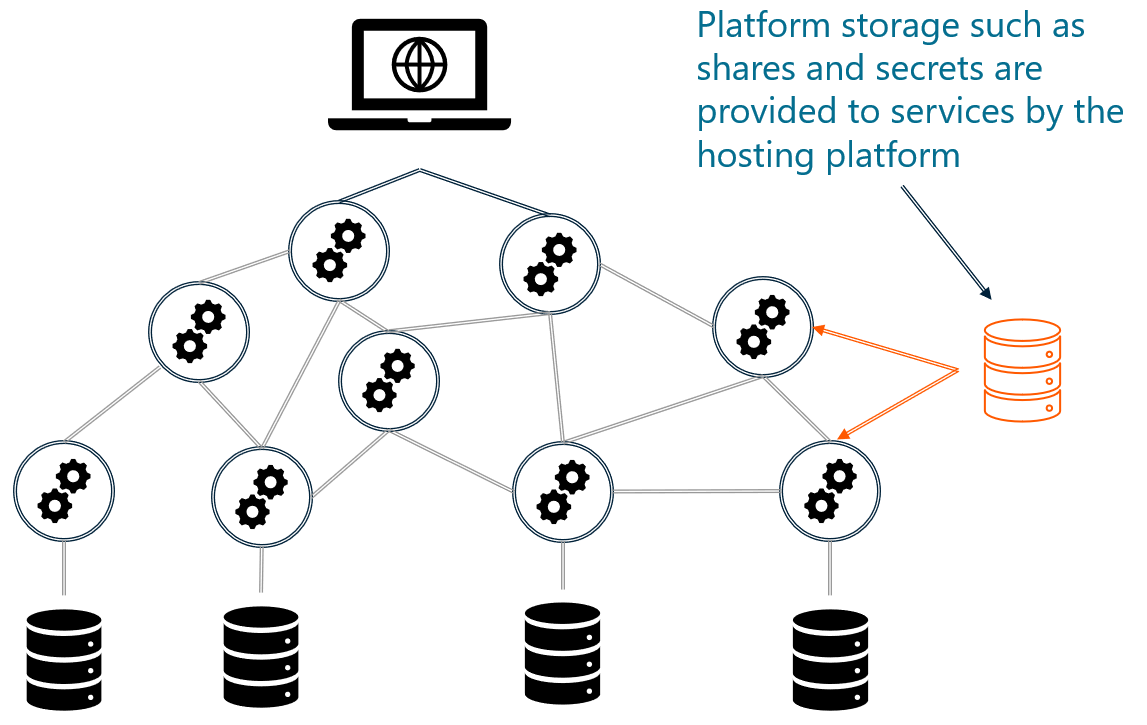 Platform storage such as
shares and secrets are
provided to services by the
hosting platform